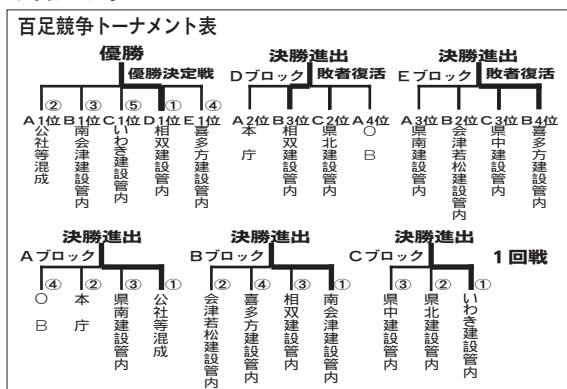 百足競争トーナメント表
優勝
優勝決定戦
② ③ ⑤ ① ④
A1位 B1位 C1位 D1位 E1位
公社等混成
南会津建設管内
いわき建設管内
相双建設管内
喜多方建設管内
決勝進出
Dブロック 敗者復活
A2位 B3位 C2位 A4位
本庁
相双建設管内
県北建設管内
OB
決勝進出
Eブロック 敗者復活
A3位 B2位 C3位 B4位
県南建設管内
会津若松建設管内
県中建設管内
喜多方建設管内
決勝進出
Aブロック
④ ② ③ ①
OB
本庁
県南建設管内
公社等混成
決勝進出
Bブロック
② ④ ③ ①
会津若松建設管内
喜多方建設管内
相双建設管内
南会津建設管内
決勝進出
Cブロック
1回戦
③ ② ①
県中建設管内
県北建設管内
いわき建設管内